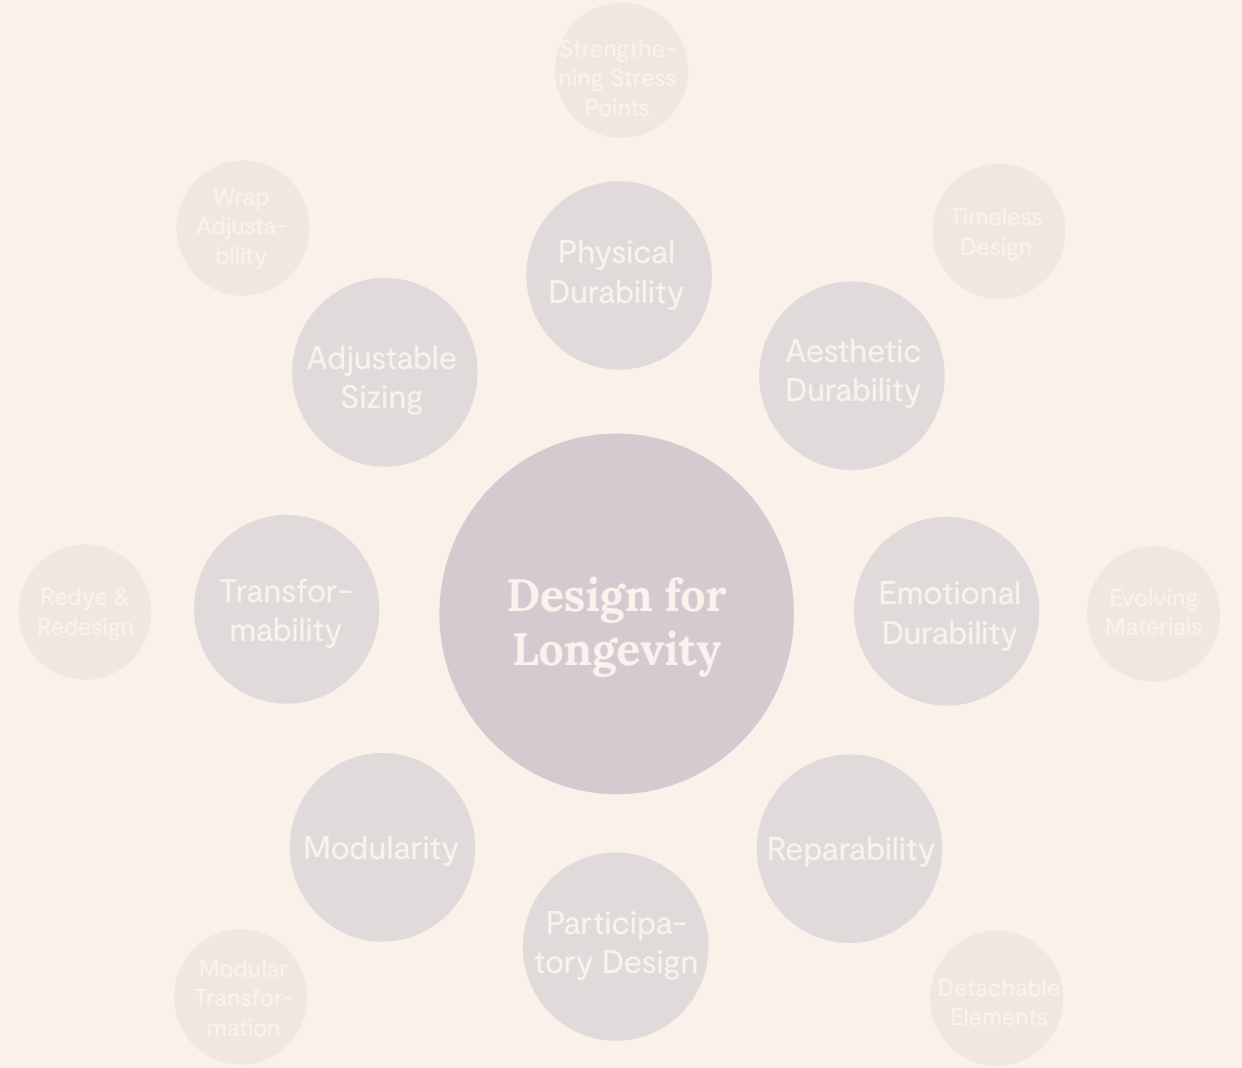 Strengthe-
ning Stress
Points
Wrap
Adjusta-
bility
Timeless
Design
Physical
Durability
Adjustable
Sizing
Aesthetic
Durability
Redye &
Redesign
Transfor-
mability
Design for
Longevity
Emotional
Durability
Evolving
Materials
Modularity
Reparability
Participa-
tory Design
Modular
Transfor-
mation
Detachable
Elements